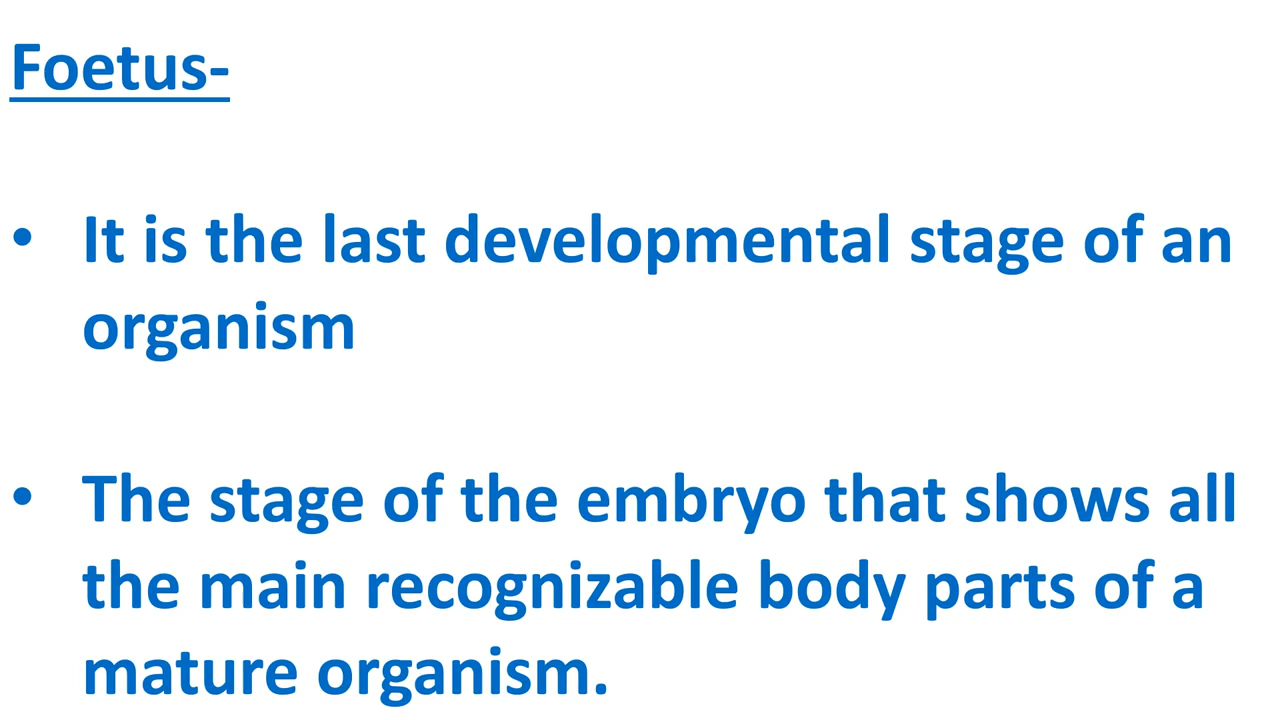 Foetus-
• It is the last developmental stage of an
organism
• The stage of the embryo that shows all
the main recognizable body parts of a
mature organism.